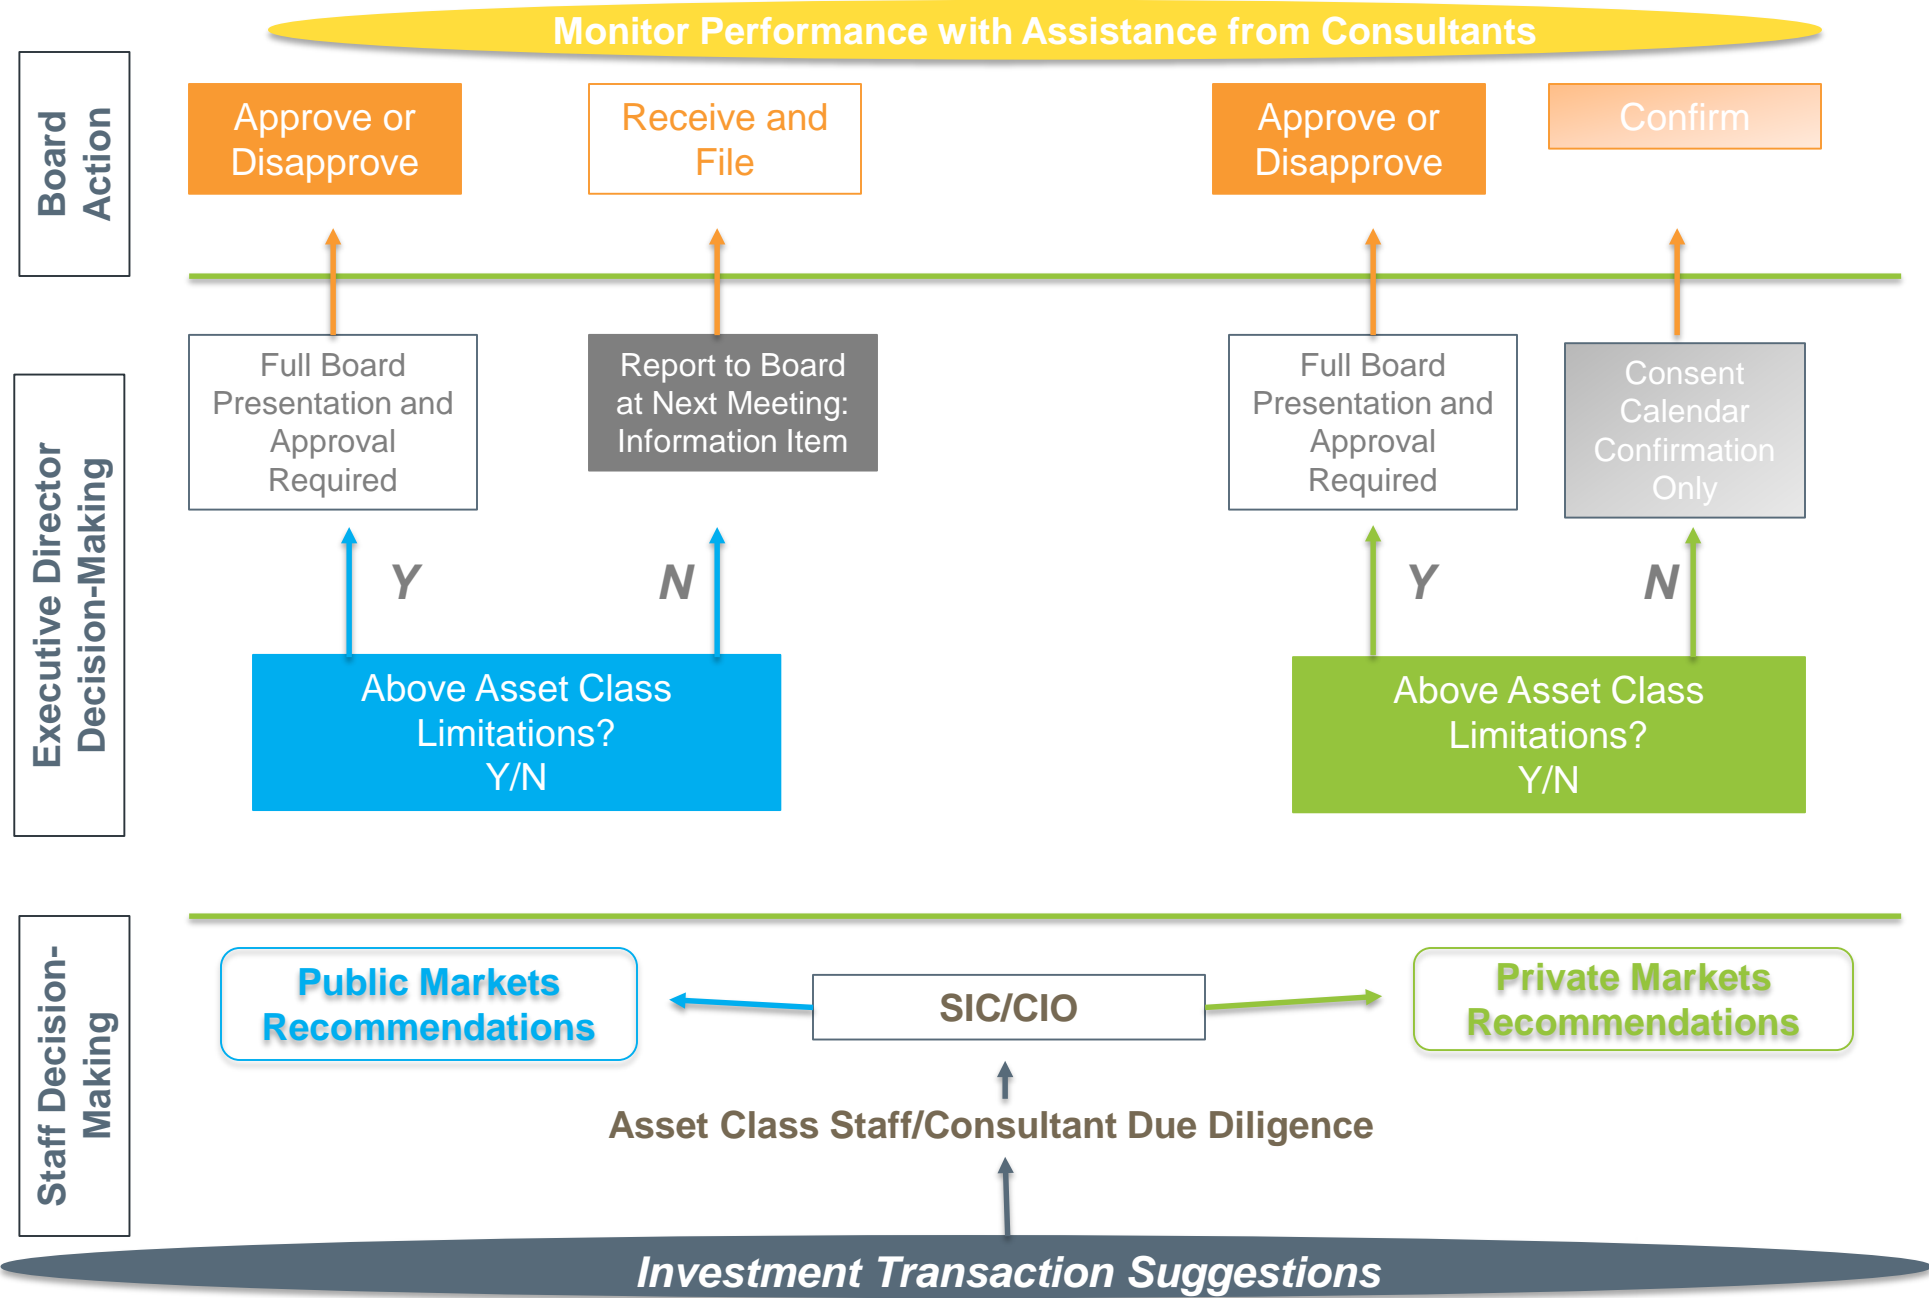 Monitor Performance with Assistance from Consultants
Board
Action
Approve or
Disapprove
Receive and
File
Approve or
Disapprove
Confirm
Executive Director
Decision-Making
Full Board
Presentation and
Approval
Required
Report to Board
at Next Meeting:
Information Item
Full Board
Presentation and
Approval
Required
Consent
Calendar
Confirmation
Only
Y
N
Y
N
Above Asset Class
Limitations?
Y/N
Above Asset Class
Limitations?
Y/N
Staff Decision-
Making
Public Markets
Recommendations
SIC/CIO
Private Markets
Recommendations
Asset Class Staff/Consultant Due Diligence
Investment Transaction Suggestions